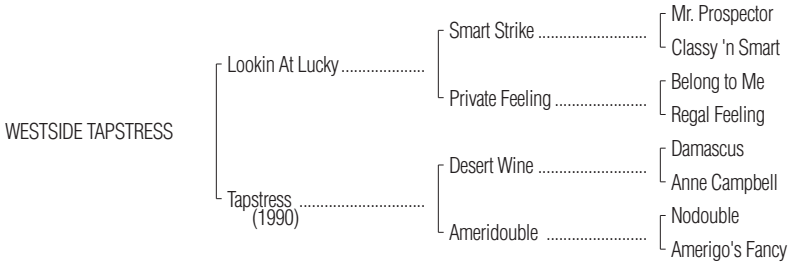 Mr. Prospector
Smart Strike ........................
Classy 'n Smart
Lookin At Lucky....................
Belong to Me
Private Feeling ....................
Regal Feeling
WESTSIDE TAPSTRESS
Damascus
Desert Wine ........................
Anne Campbell
Tapstress ..............................
(1990)
Nodouble
Ameridouble ......................
Amerigo's Fancy